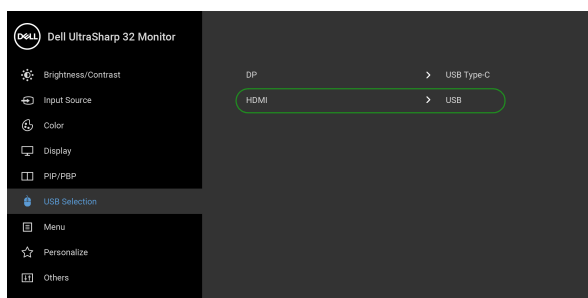 DELL
Dell UltraSharp 32 Monitor
Brightness/Contrast
Input Source
Color
Display
PIP/PBP
USB Selection
Menu
Personalize
Others
DP > USB Type-C
HDMI > USB